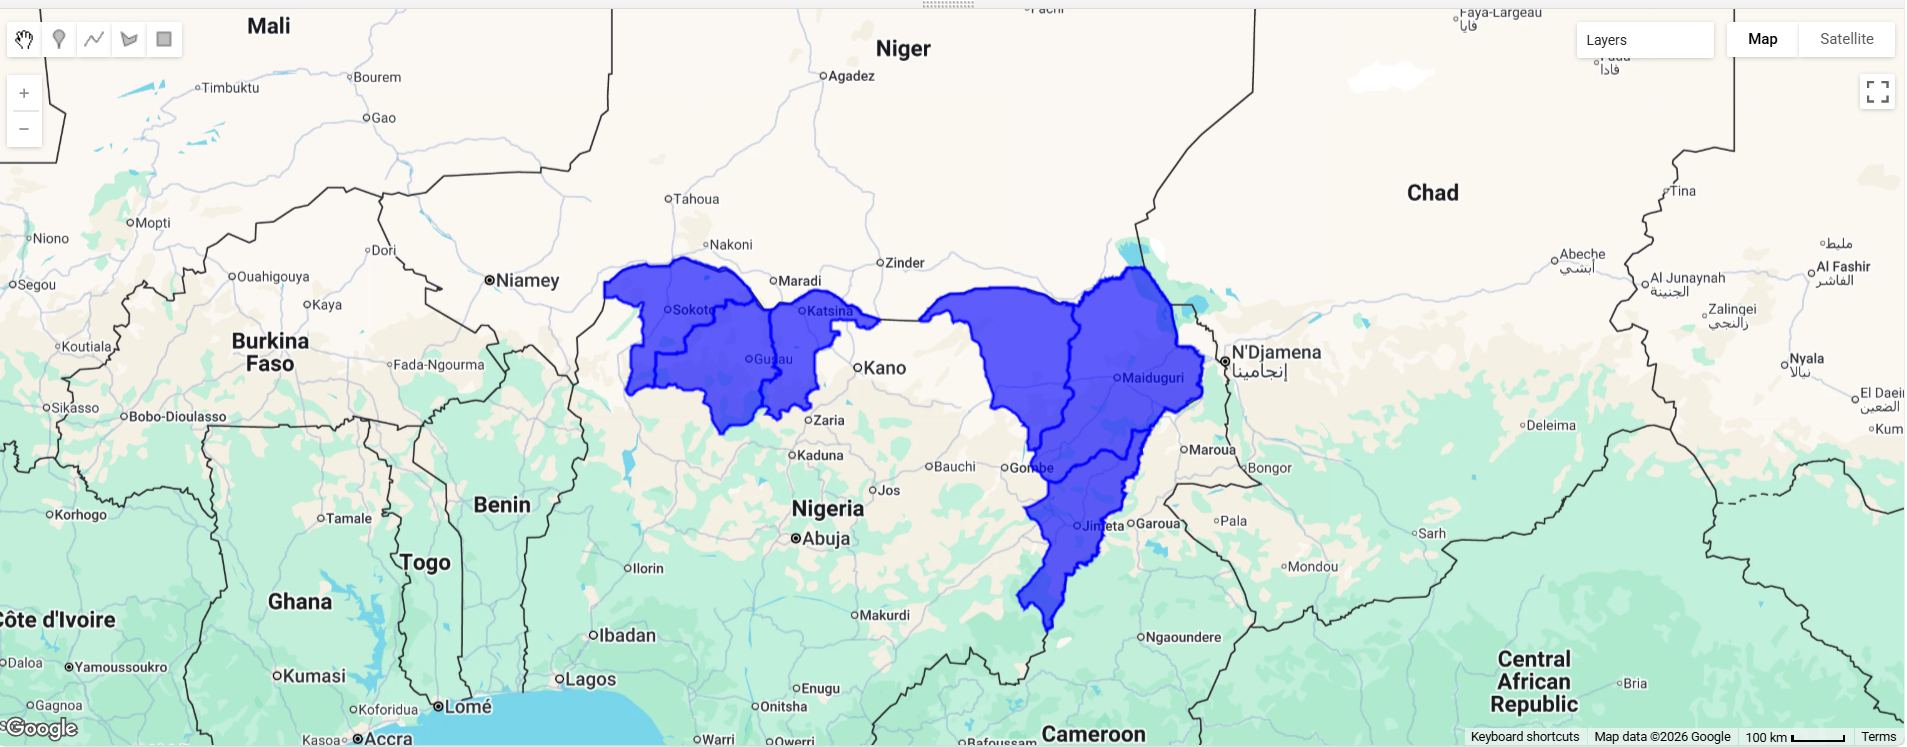 Mali
Niger
Fachi
Faya-Largeau
فايا
Layers
Map
Satellite
Fada
فادا
Agadez
Bourem
Timbuktu
Gao
+
−
Tahoua
Chad
Tina
Mopti
Niono
Dori
Nakoni
Zinder
Maradi
Abeche
أبشي
مليط
Al Fashir
الفاشر
Al Junaynah
الجنينة
Segou
Ouahigouya
Niamey
Kaya
Sokoto
Katsina
Zalingei
زالنجي
Burkina
Faso
Koutiala
Fada-Ngourma
Gusau
Kano
Maiduguri
N'Djamena
إنجامينا
Nyala
نيالا
El Daei
الضعين
Sikasso
Bobo-Dioulasso
Zaria
Deleima
Kum
Kaduna
Bauchi
Gombe
Maroua
Bongor
Jos
Benin
Nigeria
Korhogo
Tamale
Abuja
Jimeta
Garoua
Pala
Sarh
Togo
Ilorin
Mondou
Ghana
Côte d'Ivoire
Makurdi
Ibadan
Ngaoundere
Daloa
Yamoussoukro
Kumasi
Lagos
Central
African
Republic
Enugu
Bria
Gagnoa
Koforidua
Lomé
Onitsha
Google
Kasoa
Accra
Warri
Owerri
Bafoussam
Cameroon
Keyboard shortcuts
Map data ©2026 Google
100 km
Terms